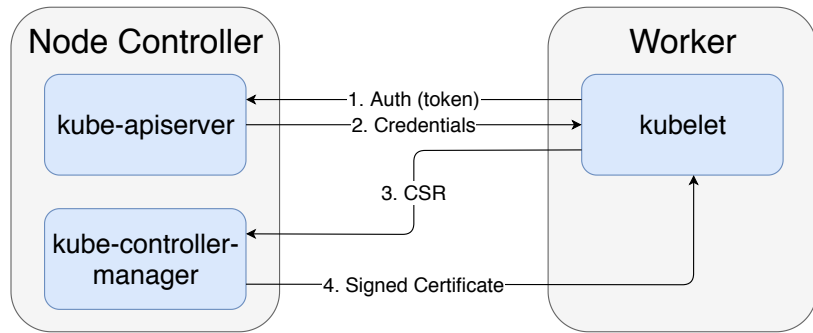 Node Controller
Worker
kube-apiserver
1. Auth (token)
2. Credentials
kubelet
3. CSR
kube-controller-
manager
4. Signed Certificate